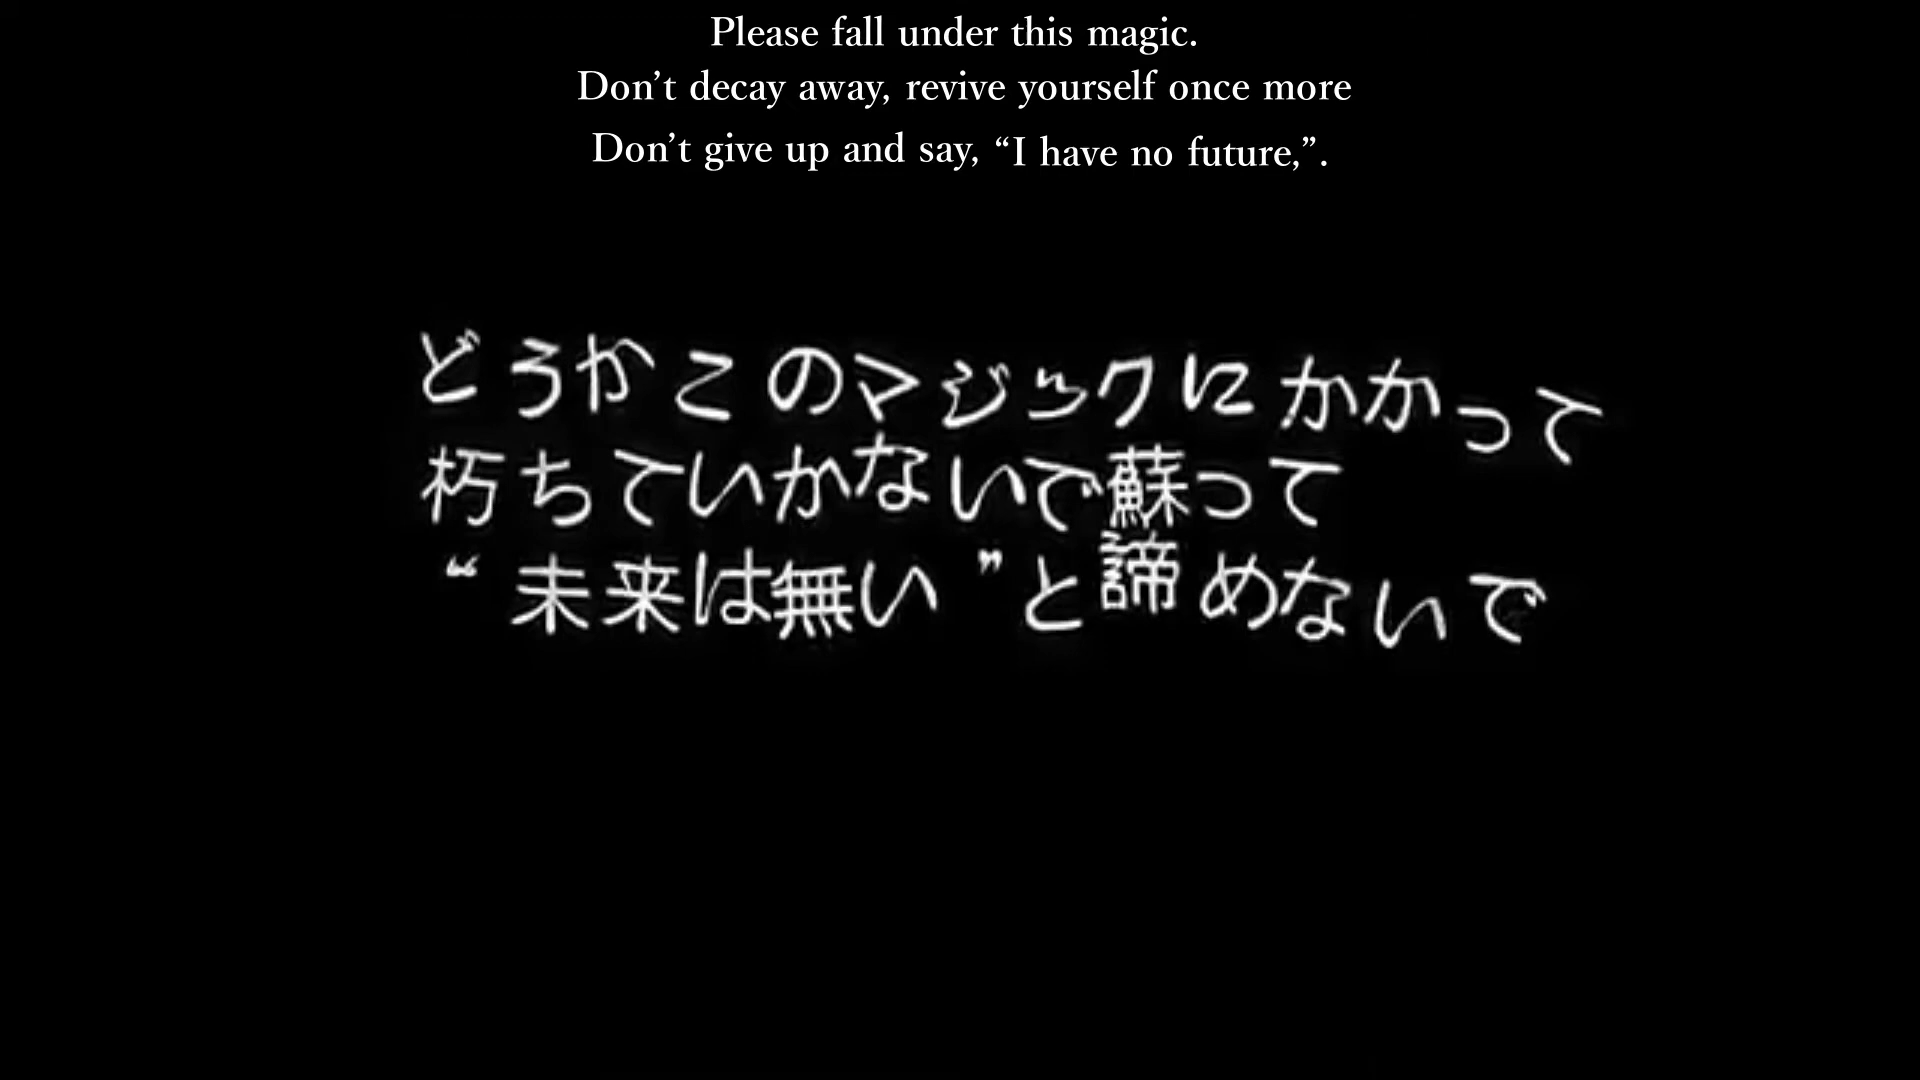 Please fall under this magic.
Don’t decay away, revive yourself once more
Don’t give up and say, “I have no future,”.
どうかこのマジックにかかって
朽ちていかないで蘇って
“未来は無い”と諦めないで